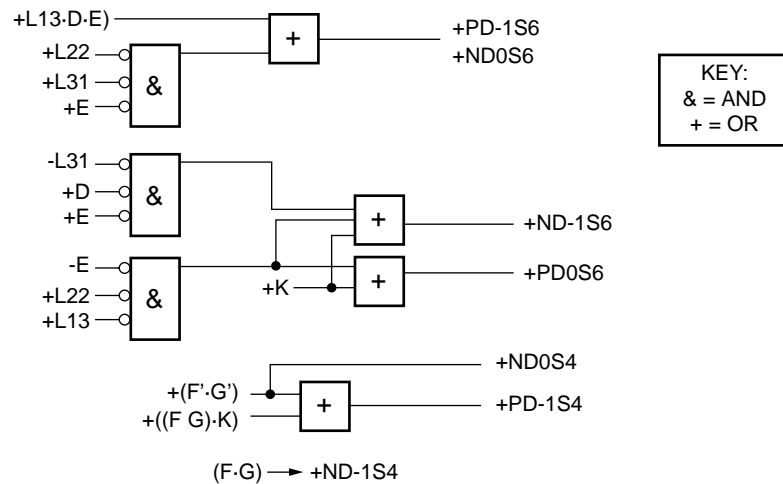 +L13·D·E)
+L22
+L31
+E
&
+
+PD-1S6
+ND0S6
KEY:
& = AND
+ = OR
-L31
+D
+E
&
+
+ND-1S6
-E
+L22
+L13
&
+K
+
+PD0S6
+ND0S4
+(F'·G')
+((F G)·K)
+
+PD-1S4
(F·G)
+ND-1S4